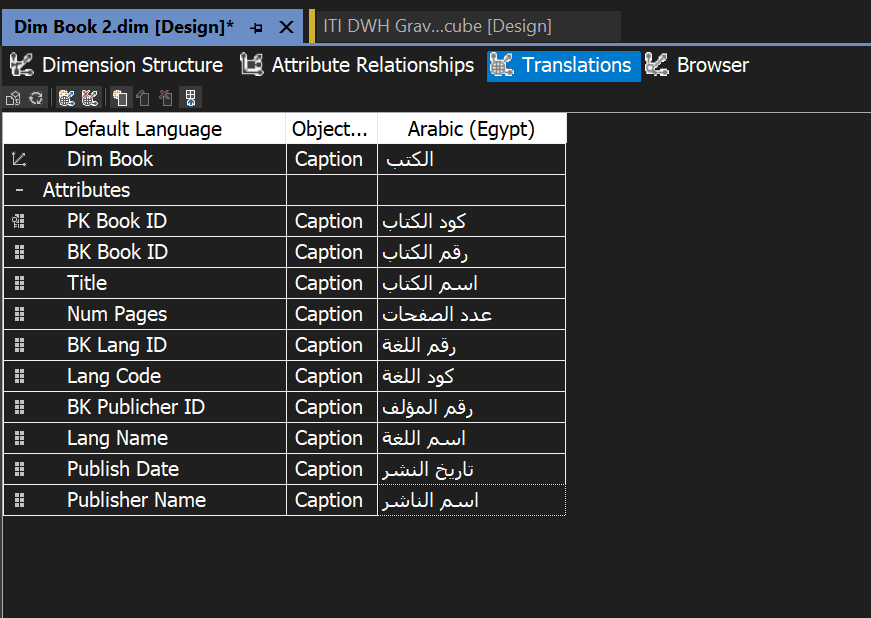 Dim Book 2.dim [Design]* ITI DWH Grav...cube [Design]
Dimension Structure Attribute Relationships Translations Browser
Default Language Object... Arabic (Egypt)
Dim Book Caption الكتب
Attributes
PK Book ID Caption كود الكتاب
BK Book ID Caption رقم الكتاب
Title Caption اسم الكتاب
Num Pages Caption عدد الصفحات
BK Lang ID Caption رقم اللغة
Lang Code Caption كود اللغة
BK Publicher ID Caption رقم المؤلف
Lang Name Caption اسم اللغة
Publish Date Caption تاريخ النشر
Publisher Name Caption اسم الناشر